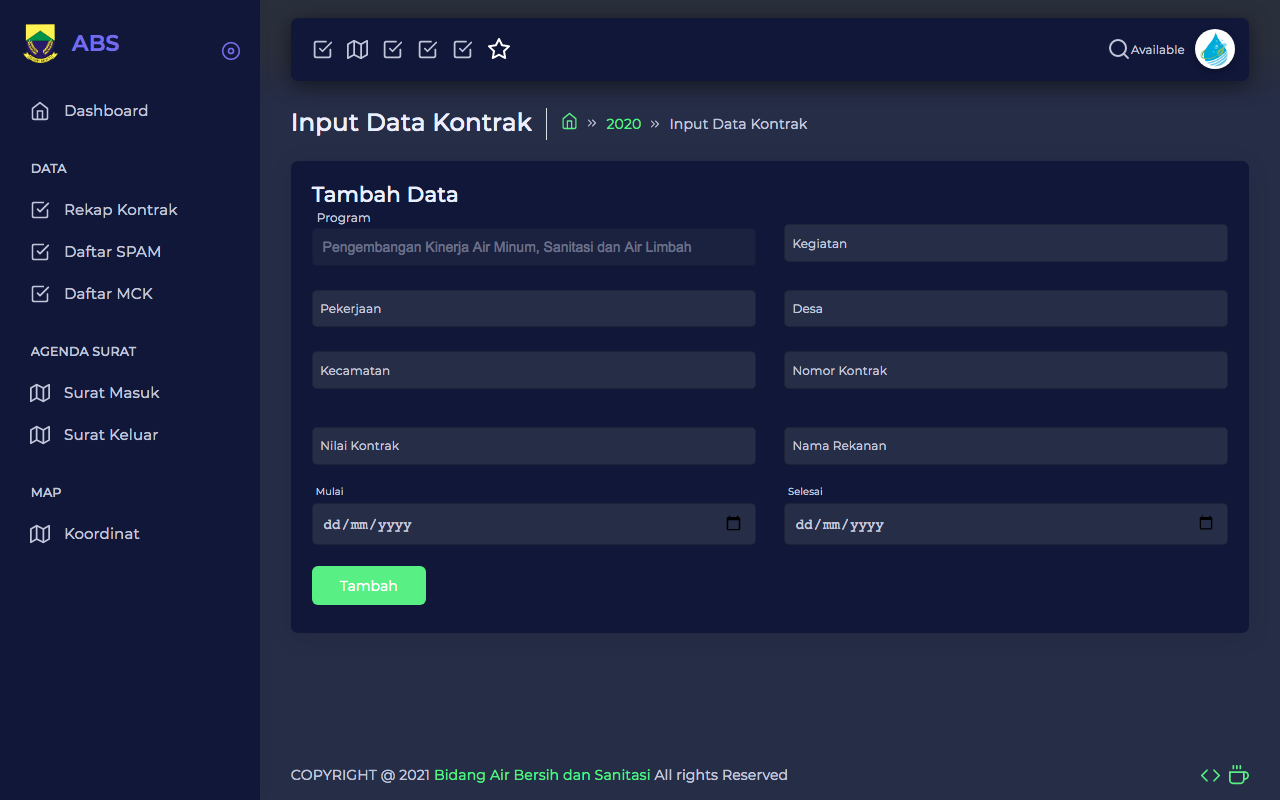 ABS
Available
Dashboard
DATA
Rekap Kontrak
Daftar SPAM
Daftar MCK
AGENDA SURAT
Surat Masuk
Surat Keluar
MAP
Koordinat
Input Data Kontrak » 2020 » Input Data Kontrak
Tambah Data
Program
Pengembangan Kinerja Air Minum, Sanitasi dan Air Limbah
Kegiatan
Pekerjaan
Desa
Kecamatan
Nomor Kontrak
Nilai Kontrak
Nama Rekanan
Mulai
Selesai
dd/mm/yyyy
dd/mm/yyyy
Tambah
COPYRIGHT @ 2021 Bidang Air Bersih dan Sanitasi All rights Reserved